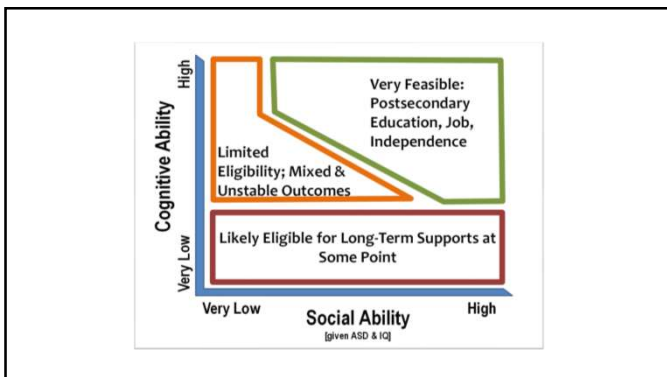 High
Cognitive Ability
Very Low
Very Feasible:
Postsecondary
Education, Job,
Independence
Limited
Eligibility; Mixed &
Unstable Outcomes
Likely Eligible for Long-Term Supports at
Some Point
Very Low
High
Social Ability
[given ASD & IQ]